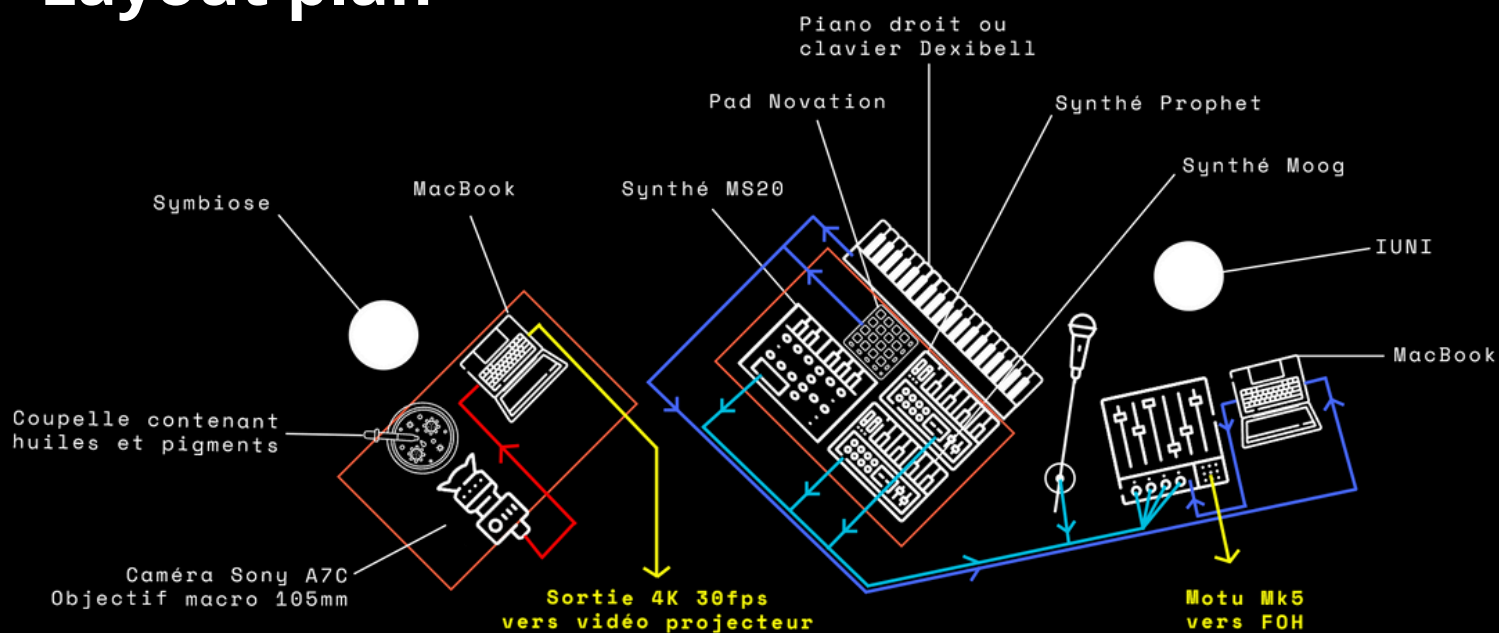 Layout plan
Piano droit ou
clavier Dexibell
Pad Novation
Synthé Prophet
Synthé Moog
Symbiose
MacBook
Synthé MS20
IUNI
MacBook
Coupelle contenant
huiles et pigments
Caméra Sony A7C
Objectif macro 105mm
Sortie 4K 30fps
vers vidéo projecteur
Motu Mk5
vers FOH